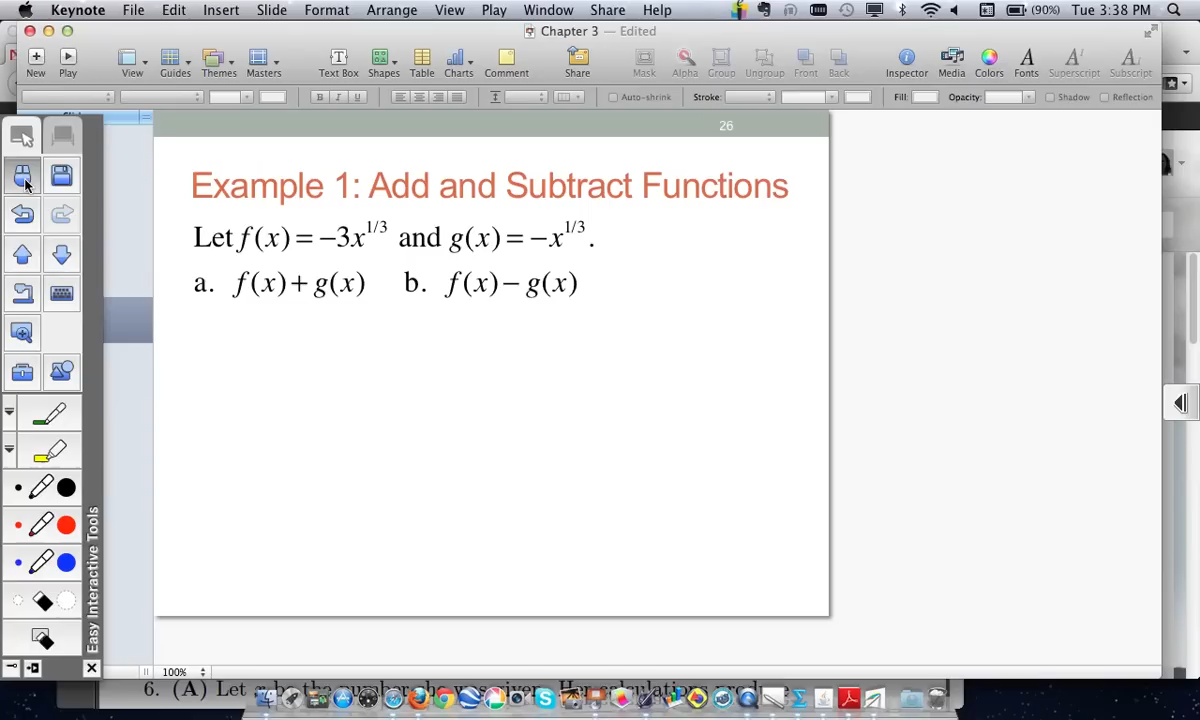 Keynote File Edit Insert Slide Format Arrange View Play Window Share Help (90%) Tue 3:38 PM
Chapter 3 — Edited
New Play View Guides Themes Masters Text Box Shapes Table Charts Comment Share Mask Alpha Group Ungroup Front Back Inspector Media Colors Fonts Superscript Subscript
B I U Auto-shrink Stroke: Fill: Opacity: Shadow Reflection
26
Example 1: Add and Subtract Functions
Let f(x) = −3x^{1/3} and g(x) = −x^{1/3}.
a. f(x) + g(x) b. f(x) − g(x)
Easy Interactive Tools
100%
6. (A) Let